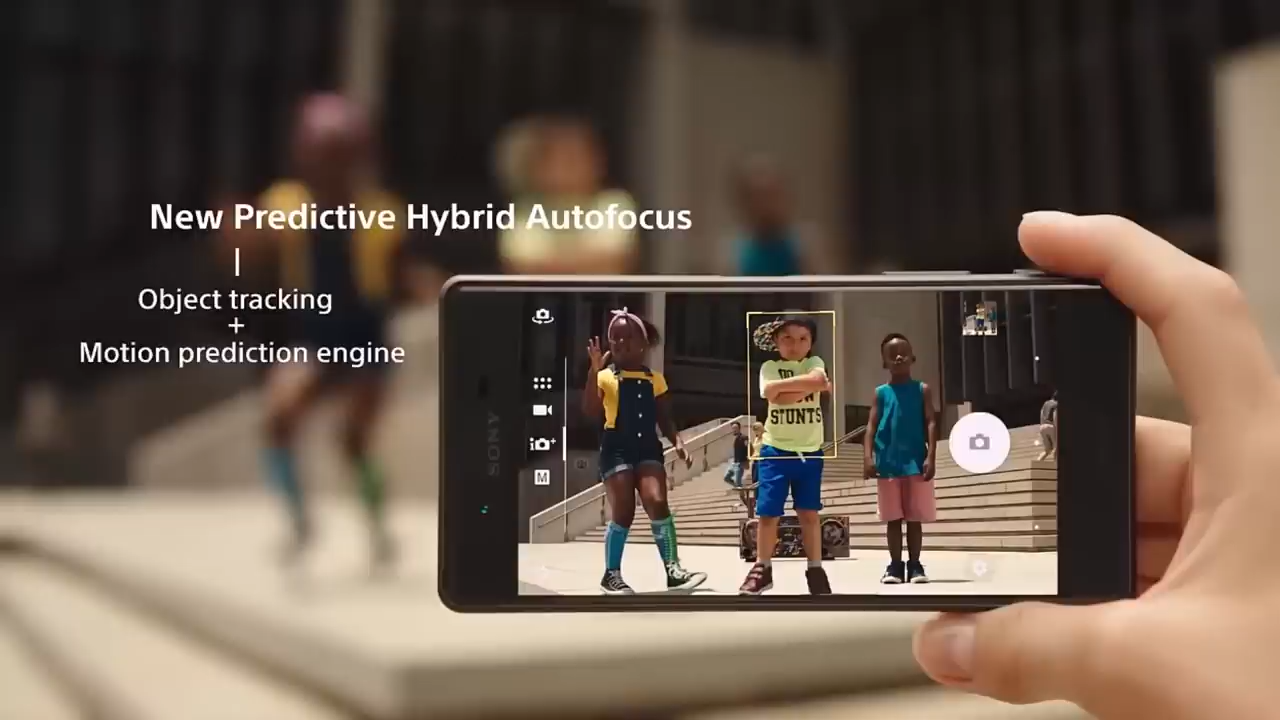 New Predictive Hybrid Autofocus
Object tracking
+
Motion prediction engine
SONY
STUNTS
M